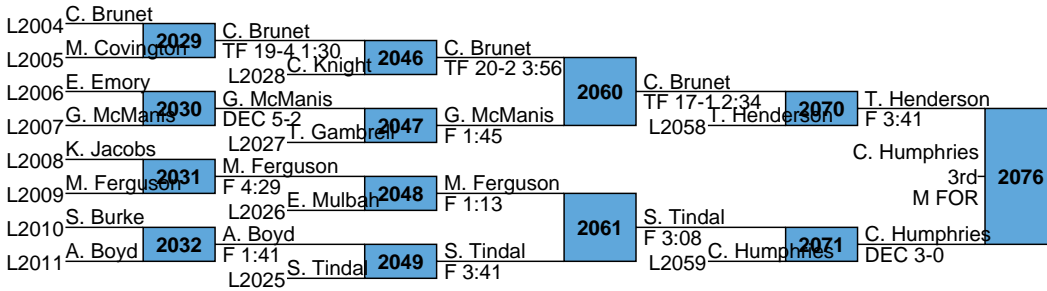 C. Brunet
L2004
2029
C. Brunet
M. Covington
TF 19-4 1:30
L2005
C. Knight
L2028
2046
C. Brunet
TF 20-2 3:56
E. Emory
L2006
2030
G. McManis
G. McManis
DEC 5-2
L2007
T. Gambrell
L2027
2047
G. McManis
F 1:45
2060
C. Brunet
TF 17-1 2:34
T. Henderson
L2058
2070
T. Henderson
F 3:41
K. Jacobs
L2008
2031
M. Ferguson
M. Ferguson
F 4:29
L2009
E. Mulbah
L2026
2048
M. Ferguson
F 1:13
S. Burke
L2010
2032
A. Boyd
A. Boyd
F 1:41
L2011
S. Tindal
L2025
2049
S. Tindal
F 3:41
2061
S. Tindal
F 3:08
C. Humphries
L2059
2071
C. Humphries
DEC 3-0
C. Humphries
3rd
M FOR
2076